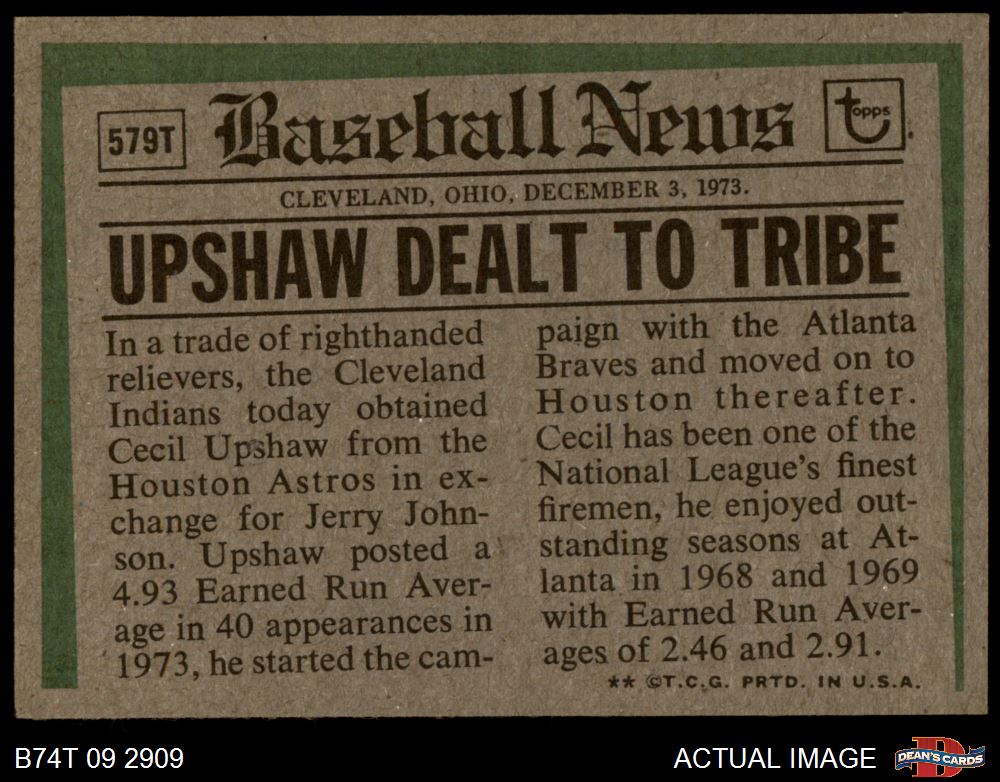 579T
Baseball News
topps
CLEVELAND, OHIO, DECEMBER 3, 1973.
UPSHAW DEALT TO TRIBE
In a trade of righthanded
relievers, the Cleveland
Indians today obtained
Cecil Upshaw from the
Houston Astros in ex-
change for Jerry John-
son. Upshaw posted a
4.93 Earned Run Aver-
age in 40 appearances in
1973, he started the cam-
paign with the Atlanta
Braves and moved on to
Houston thereafter.
Cecil has been one of the
National League's finest
firemen, he enjoyed out-
standing seasons at At-
lanta in 1968 and 1969
with Earned Run Aver-
ages of 2.46 and 2.91.
** ©T.C.G. PRTD. IN U.S.A.
B74T 09 2909
ACTUAL IMAGE
D
DEAN'S CARDS